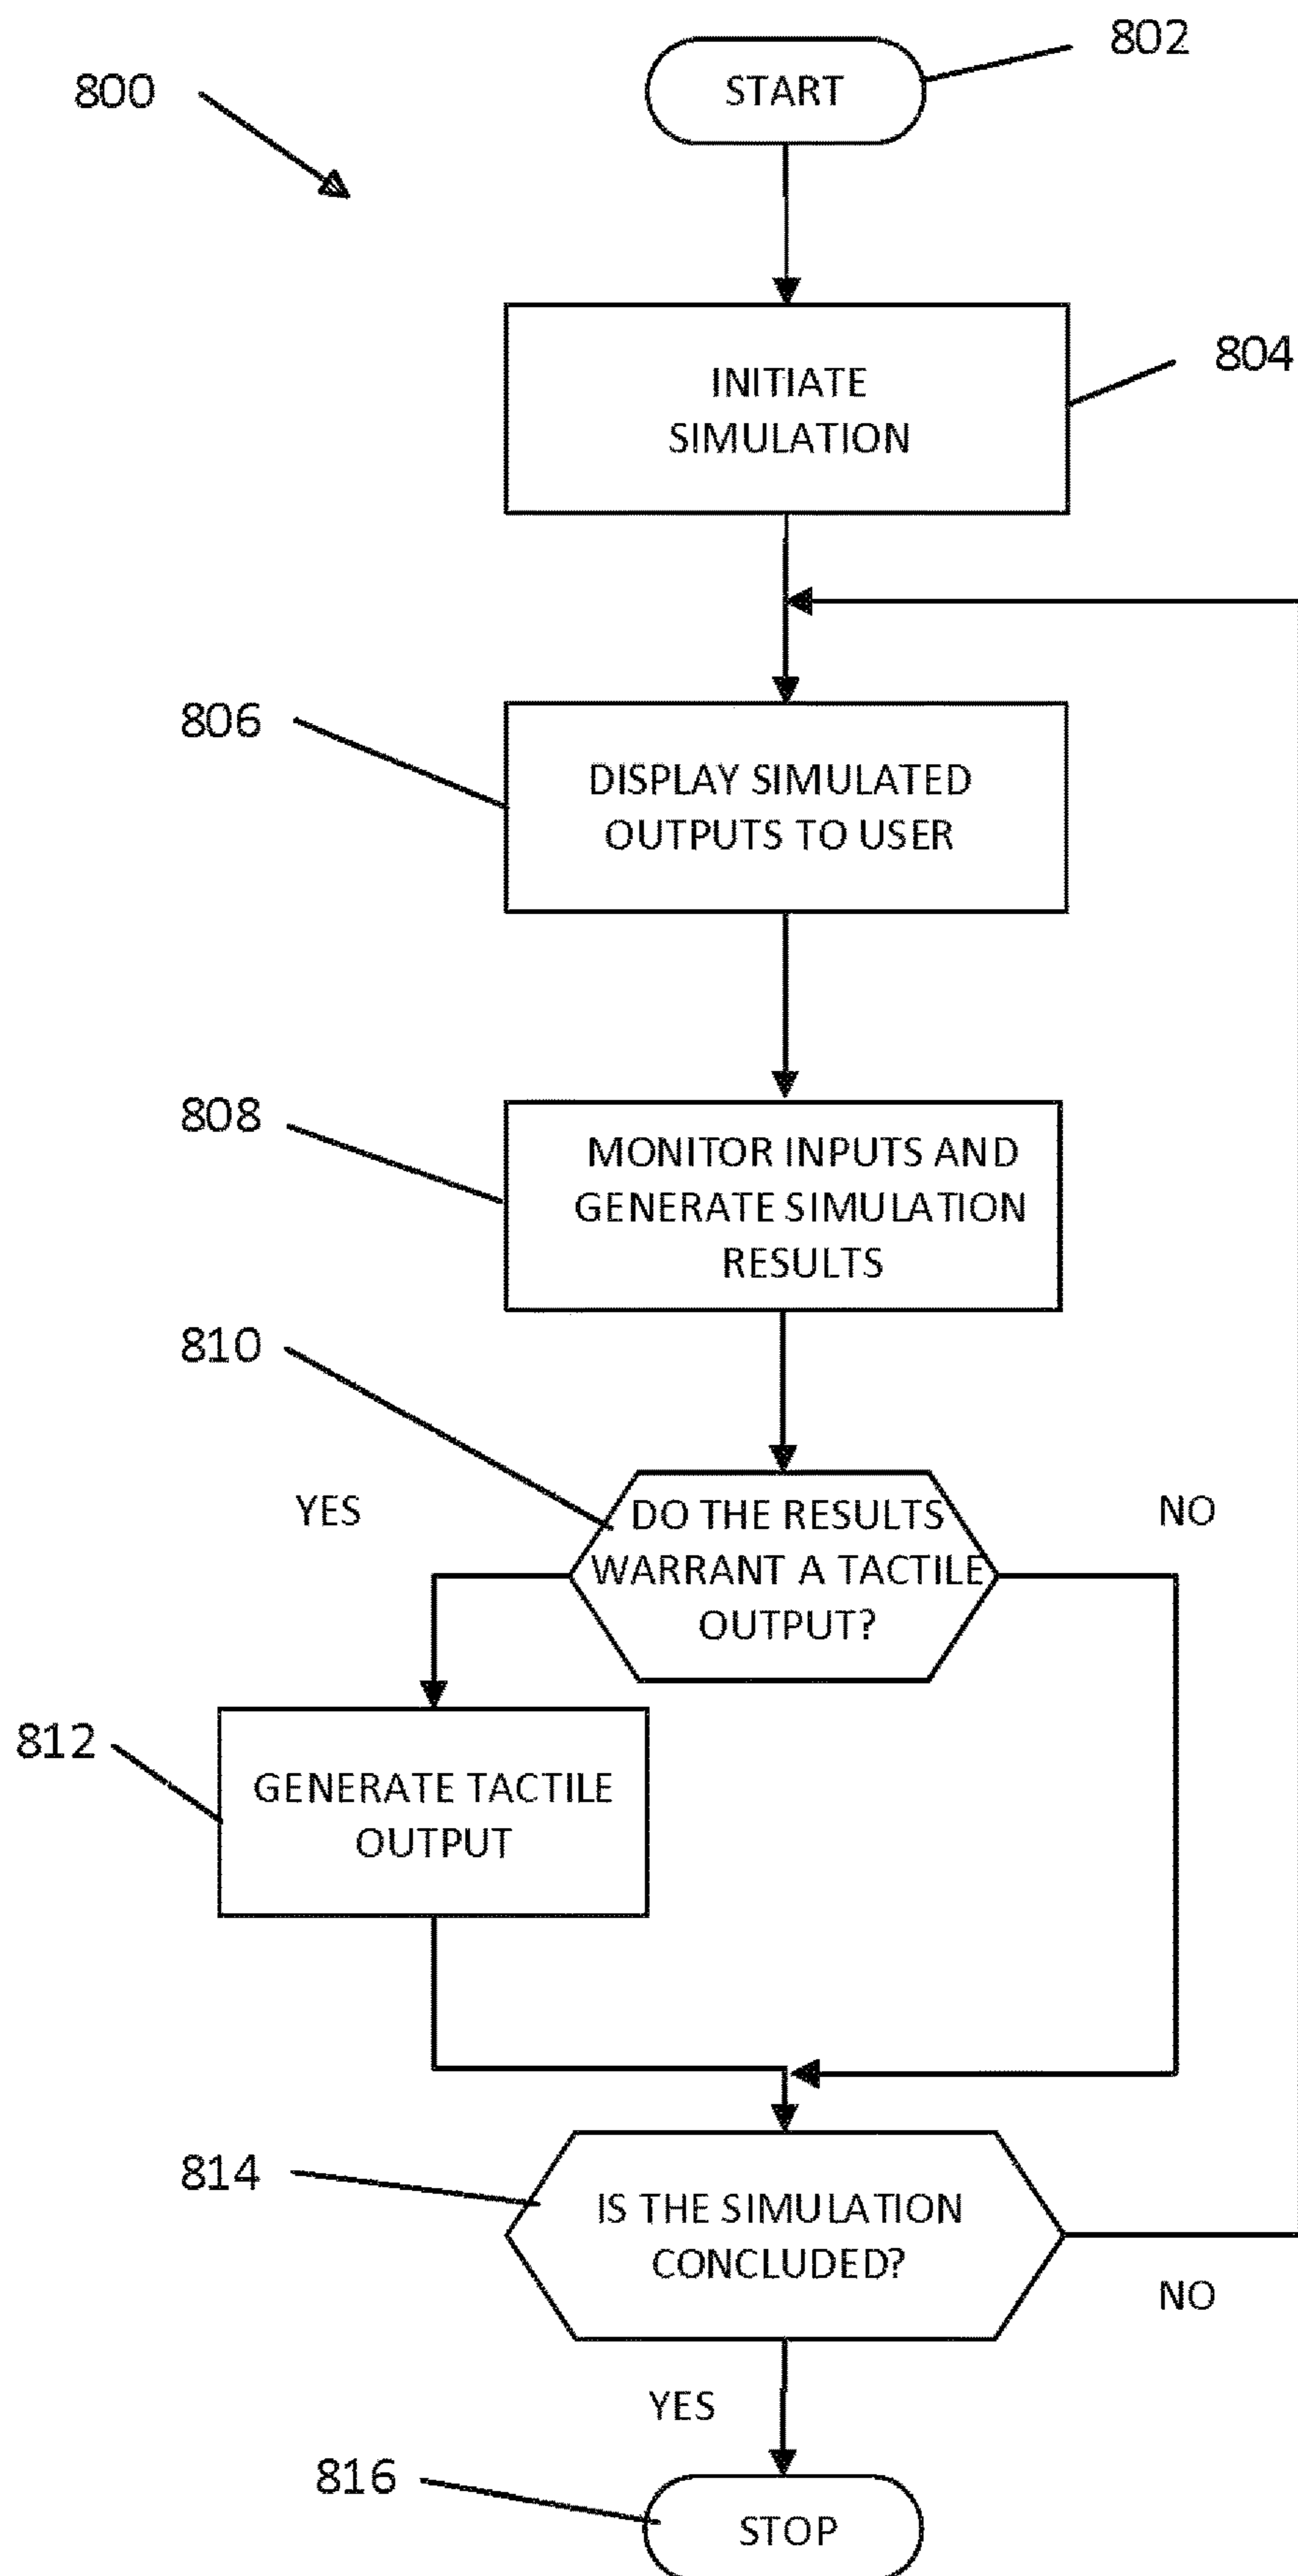 802
START
800
804
INITIATE
SIMULATION
806
DISPLAY SIMULATED
OUTPUTS TO USER
808
MONITOR INPUTS AND
GENERATE SIMULATION
RESULTS
810
YES
DO THE RESULTS
WARRANT A TACTILE
OUTPUT?
NO
812
GENERATE TACTILE
OUTPUT
814
IS THE SIMULATION
CONCLUDED?
NO
YES
816
STOP